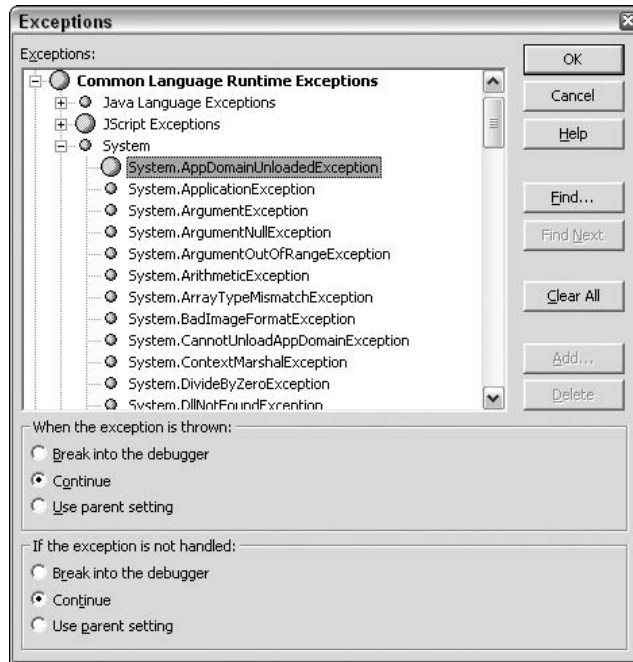 Exceptions
Exceptions:
Common Language Runtime Exceptions
Java Language Exceptions
JScript Exceptions
System
System.AppDomainUnloadedException
System.ApplicationException
System.ArgumentException
System.ArgumentNullException
System.ArgumentOutOfRangeException
System.ArithmeticException
System.ArrayTypeMismatchException
System.BadImageFormatException
System.CannotUnloadAppDomainException
System.ContextMarshalException
System.DivideByZeroException
System.DllNotFoundException
OK
Cancel
Help
Find...
Find Next
Clear All
Add...
Delete
When the exception is thrown:
Break into the debugger
Continue
Use parent setting
If the exception is not handled:
Break into the debugger
Continue
Use parent setting